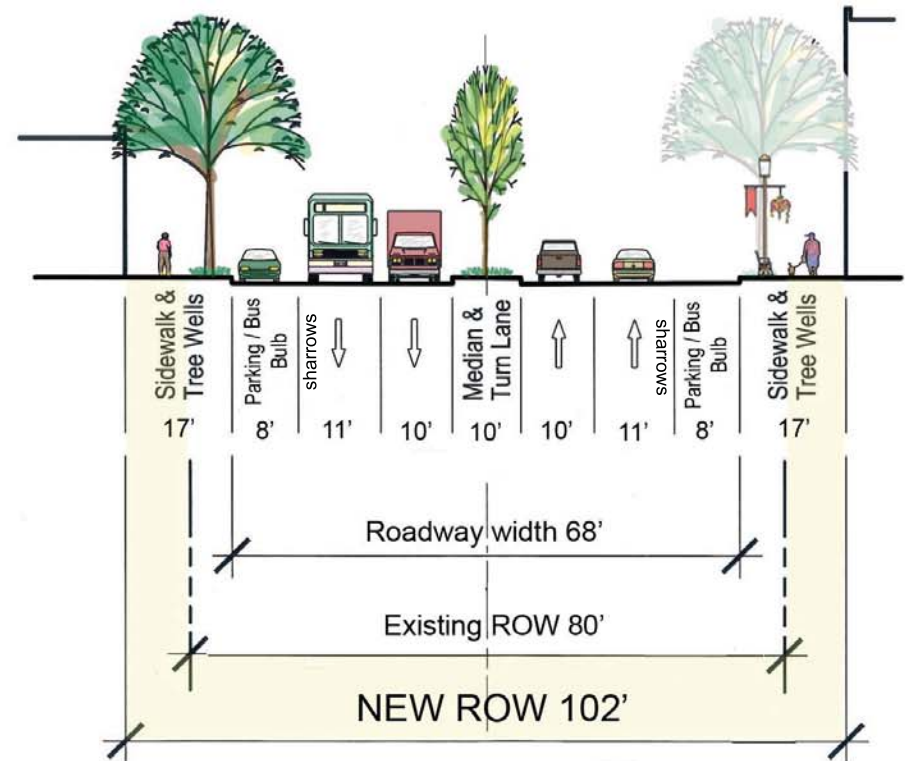 Sidewalk &
Tree Wells
Parking / Bus
Bulb
sharrows
Median &
Turn Lane
sharrows
Parking / Bus
Bulb
Sidewalk &
Tree Wells
17' 8' 11' 10' 10' 10' 11' 8' 17'
Roadway width 68'
Existing ROW 80'
NEW ROW 102'